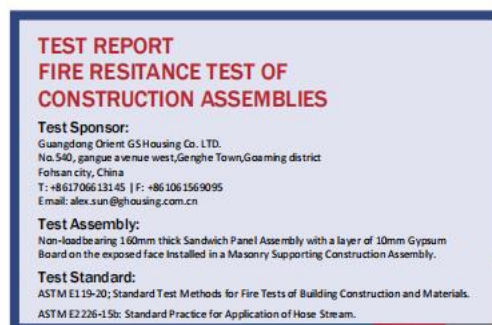 TEST REPORT
FIRE RESITANCE TEST OF
CONSTRUCTION ASSEMBLIES
Test Sponsor:
Guangdong Orient GSHousing Co. LTD.
No.540, gangue avenue west,Genghe Town,Goaming district
Fohsan city, China
T: +861706613145 | F: +861061569095
Email: alex.sun@ghousing.com.cn
Test Assembly:
Non-loadbearing 160mm thick Sandwich Panel Assembly with a layer of 10mm Gypsum
Board on the exposed face Installed in a Masonry Supporting Construction Assembly.
Test Standard:
ASTM E119-20; Standard Test Methods for Fire Tests of Building Construction and Materials.
ASTM E2226-15b: Standard Practice for Application of Hose Stream.